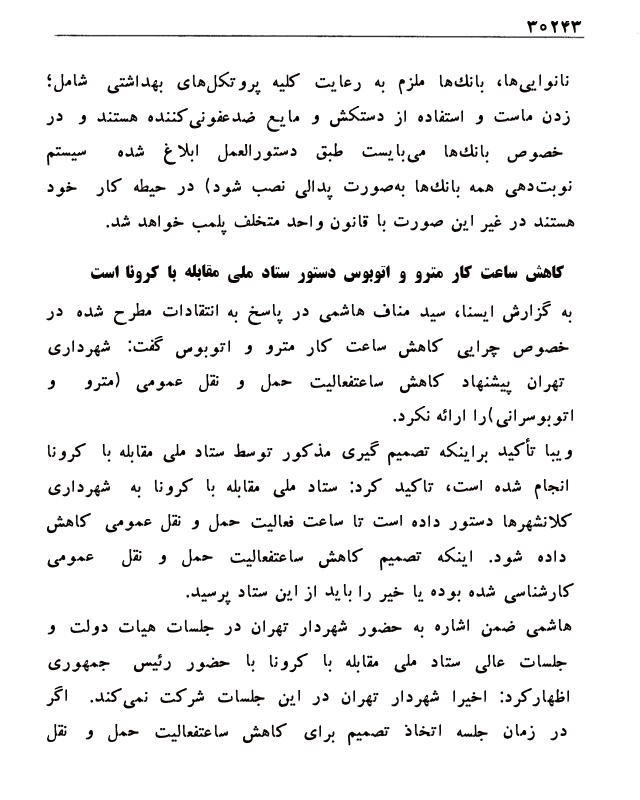 ۳۰۲۴۳
نانوایی‌ها، بانك‌ها ملزم به رعایت کلیه پروتکل‌های بهداشتی شامل؛
زدن ماست و استفاده از دستکش و مایع ضدعفونی‌کننده هستند و در
خصوص بانك‌ها می‌بایست طبق دستورالعمل ابلاغ شده سیستم
نوبت‌دهی همه بانك‌ها به‌صورت پدالی نصب شود) در حیطه کار خود
هستند در غیر این صورت با قانون واحد متخلف پلمب خواهد شد.
کاهش ساعت کار مترو و اتوبوس دستور ستاد ملی مقابله با کرونا است
به گزارش ایسنا، سید مناف هاشمی در پاسخ به انتقادات مطرح شده در
خصوص چرایی کاهش ساعت کار مترو و اتوبوس گفت: شهرداری
تهران پیشنهاد کاهش ساعتفعالیت حمل و نقل عمومی (مترو و
اتوبوسرانی)را ارائه نکرد.
ویبا تأکید براینکه تصمیم گیری مذکور توسط ستاد ملی مقابله با کرونا
انجام شده است، تاکید کرد: ستاد ملی مقابله با کرونا به شهرداری
کلانشهرها دستور داده است تا ساعت فعالیت حمل و نقل عمومی کاهش
داده شود. اینکه تصمیم کاهش ساعتفعالیت حمل و نقل عمومی
کارشناسی شده بوده یا خیر را باید از این ستاد پرسید.
هاشمی ضمن اشاره به حضور شهردار تهران در جلسات هیات دولت و
جلسات عالی ستاد ملی مقابله با کرونا با حضور رئیس جمهوری
اظهارکرد: اخیرا شهردار تهران در این جلسات شرکت نمی‌کند. اگر
در زمان جلسه اتخاذ تصمیم برای کاهش ساعتفعالیت حمل و نقل